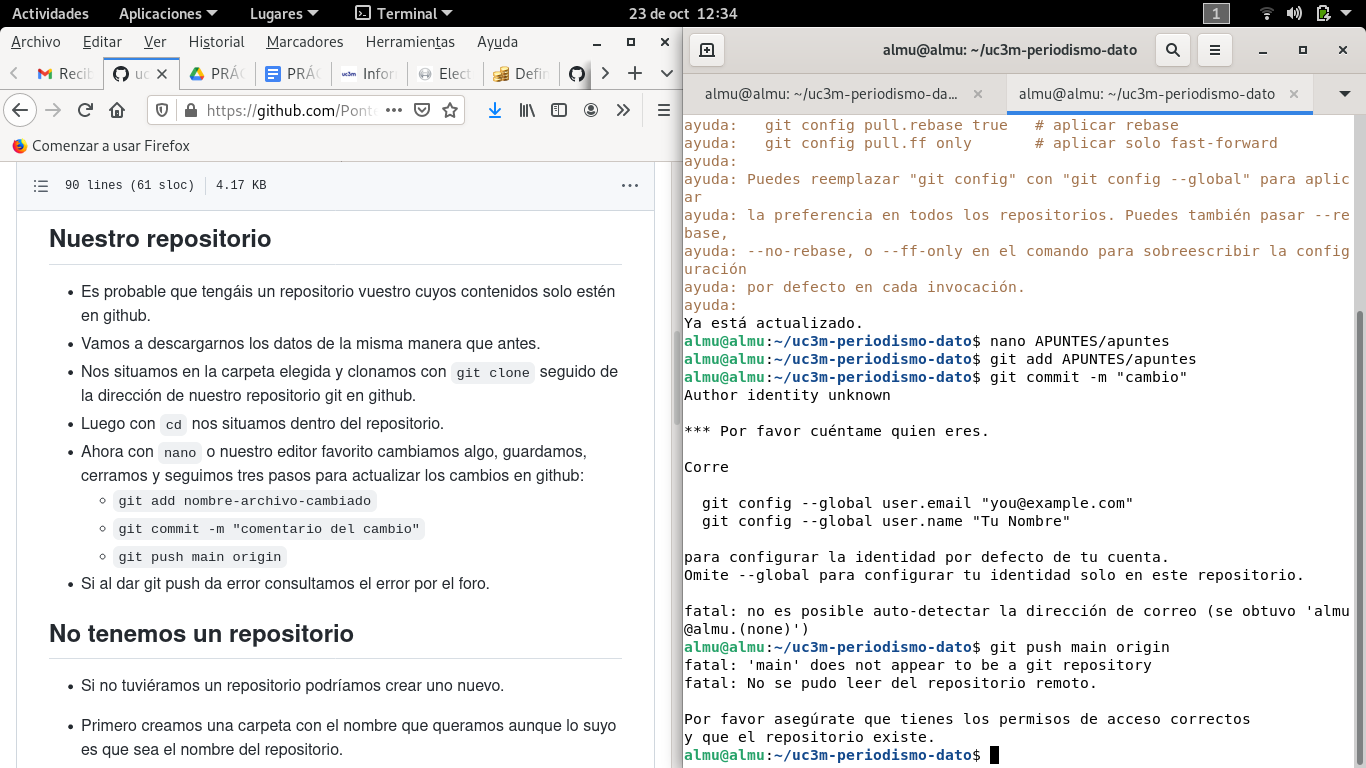 Actividades Aplicaciones Lugares Terminal 23 de oct 12:34 1
Archivo Editar Ver Historial Marcadores Herramientas Ayuda
Recib uc PRÁC PRÁC uc3m Infor Elect Defin
https://github.com/Pont
Comenzar a usar Firefox
90 lines (61 sloc) 4.17 KB
Nuestro repositorio
Es probable que tengáis un repositorio vuestro cuyos contenidos solo estén
en github.
Vamos a descargarnos los datos de la misma manera que antes.
Nos situamos en la carpeta elegida y clonamos con git clone seguido de
la dirección de nuestro repositorio git en github.
Luego con cd nos situamos dentro del repositorio.
Ahora con nano o nuestro editor favorito cambiamos algo, guardamos,
cerramos y seguimos tres pasos para actualizar los cambios en github:
git add nombre-archivo-cambiado
git commit -m "comentario del cambio"
git push main origin
Si al dar git push da error consultamos el error por el foro.
No tenemos un repositorio
Si no tuviéramos un repositorio podríamos crear uno nuevo.
Primero creamos una carpeta con el nombre que queramos aunque lo suyo
es que sea el nombre del repositorio.
almu@almu: ~/uc3m-periodismo-dato
almu@almu: ~/uc3m-periodismo-da... almu@almu: ~/uc3m-periodismo-dato
ayuda:   git config pull.rebase true   # aplicar rebase
ayuda:   git config pull.ff only       # aplicar solo fast-forward
ayuda:
ayuda: Puedes reemplazar "git config" con "git config --global" para aplic
ar
ayuda: la preferencia en todos los repositorios. Puedes también pasar --re
base,
ayuda: --no-rebase, o --ff-only en el comando para sobreescribir la config
uración
ayuda: por defecto en cada invocación.
ayuda:
Ya está actualizado.
almu@almu:~/uc3m-periodismo-dato$ nano APUNTES/apuntes
almu@almu:~/uc3m-periodismo-dato$ git add APUNTES/apuntes
almu@almu:~/uc3m-periodismo-dato$ git commit -m "cambio"
Author identity unknown
*** Por favor cuéntame quien eres.
Corre
git config --global user.email "you@example.com"
git config --global user.name "Tu Nombre"
para configurar la identidad por defecto de tu cuenta.
Omite --global para configurar tu identidad solo en este repositorio.
fatal: no es posible auto-detectar la dirección de correo (se obtuvo 'almu
@almu.(none)')
almu@almu:~/uc3m-periodismo-dato$ git push main origin
fatal: 'main' does not appear to be a git repository
fatal: No se pudo leer del repositorio remoto.
Por favor asegúrate que tienes los permisos de acceso correctos
y que el repositorio existe.
almu@almu:~/uc3m-periodismo-dato$